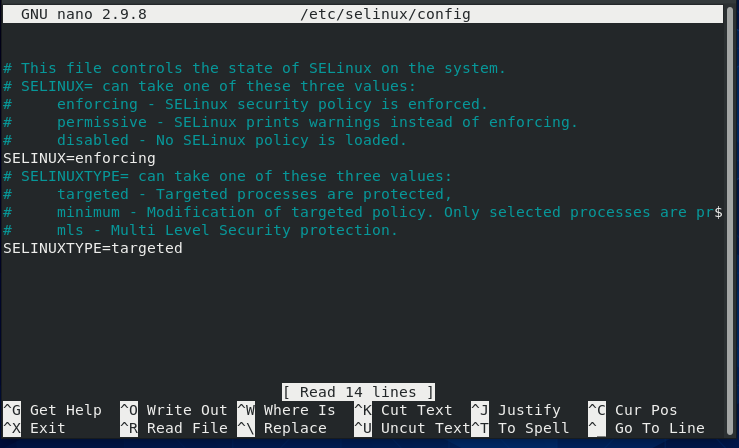 GNU nano 2.9.8 /etc/selinux/config
# This file controls the state of SELinux on the system.
# SELINUX= can take one of these three values:
#     enforcing - SELinux security policy is enforced.
#     permissive - SELinux prints warnings instead of enforcing.
#     disabled - No SELinux policy is loaded.
SELINUX=enforcing
# SELINUXTYPE= can take one of these three values:
#     targeted - Targeted processes are protected,
#     minimum - Modification of targeted policy. Only selected processes are pr$
#     mls - Multi Level Security protection.
SELINUXTYPE=targeted
[ Read 14 lines ]
^G Get Help ^O Write Out ^W Where Is ^K Cut Text ^J Justify ^C Cur Pos
^X Exit ^R Read File ^\ Replace ^U Uncut Text ^T To Spell ^_ Go To Line